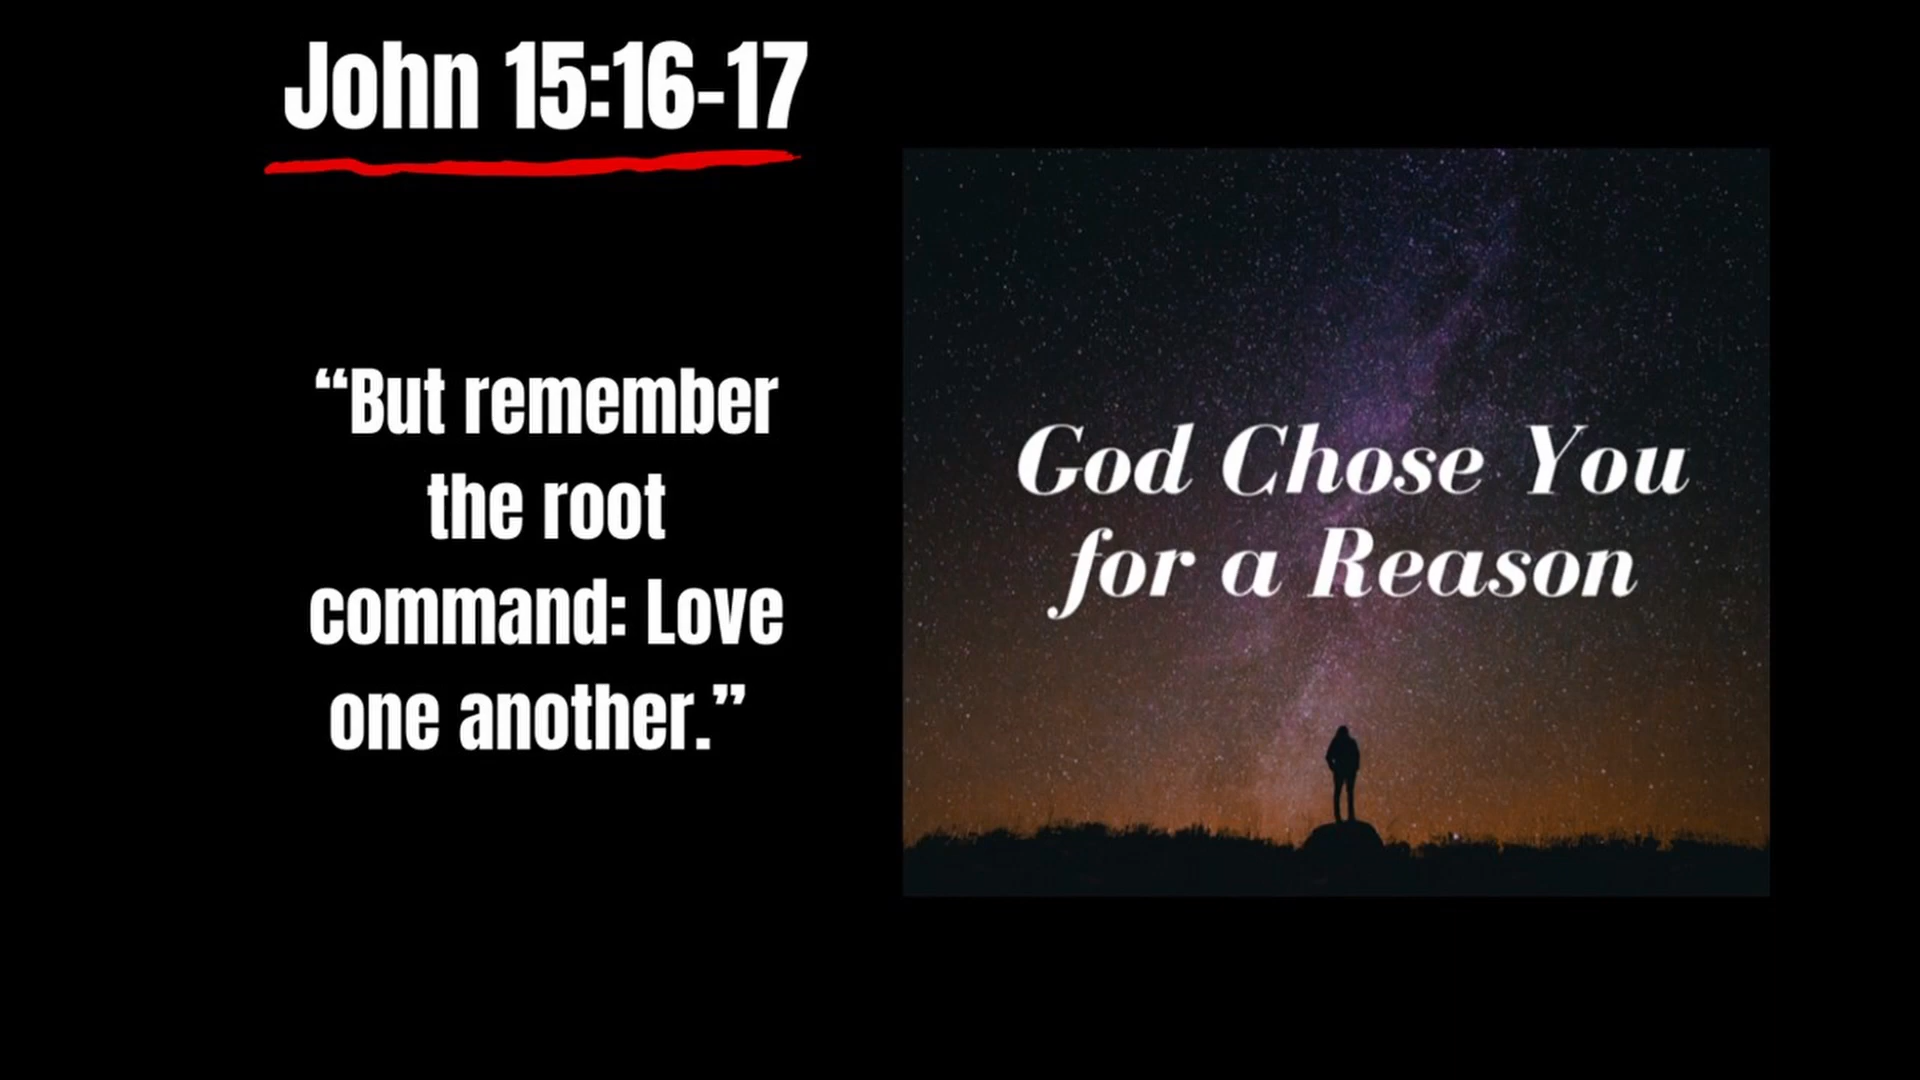 John 15:16-17
“But remember
the root
command: Love
one another.”
God Chose You
for a Reason